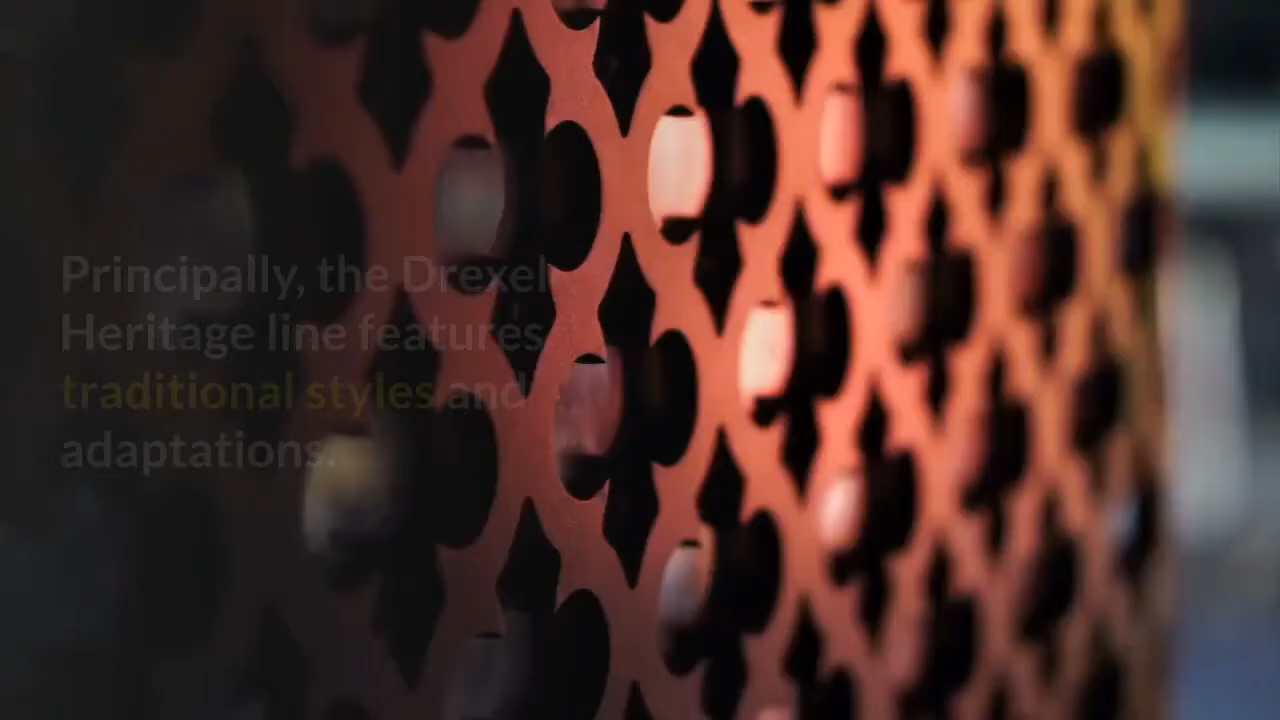 Principally, the Drexel
Heritage line features
traditional styles and
adaptations.